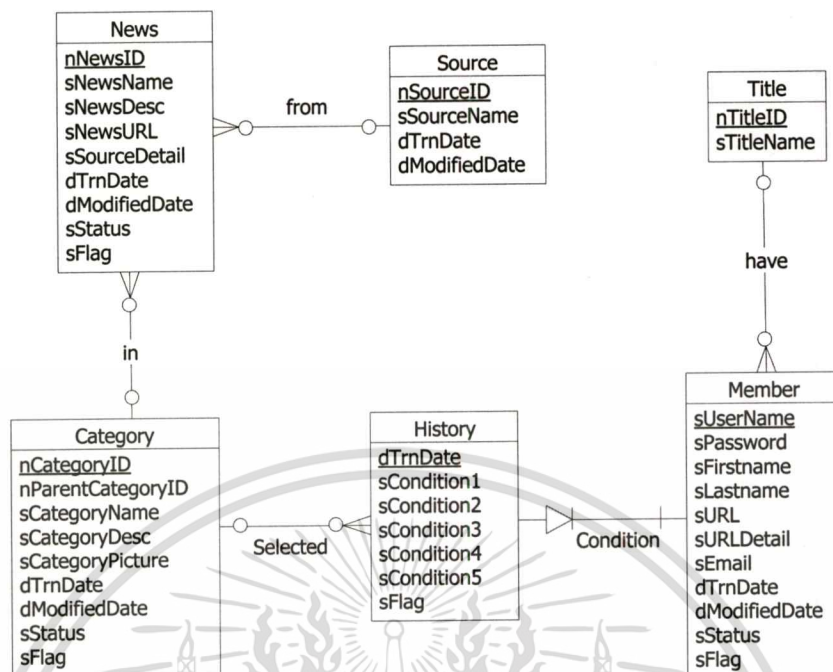 News
nNewsID
sNewsName
sNewsDesc
sNewsURL
sSourceDetail
dTrnDate
dModifiedDate
sStatus
sFlag
from
Source
nSourceID
sSourceName
dTrnDate
dModifiedDate
Title
nTitleID
sTitleName
have
in
Category
nCategoryID
nParentCategoryID
sCategoryName
sCategoryDesc
sCategoryPicture
dTrnDate
dModifiedDate
sStatus
sFlag
Selected
History
dTrnDate
sCondition1
sCondition2
sCondition3
sCondition4
sCondition5
sFlag
Condition
Member
sUserName
sPassword
sFirstname
sLastname
sURL
sURLDetail
sEmail
dTrnDate
dModifiedDate
sStatus
sFlag